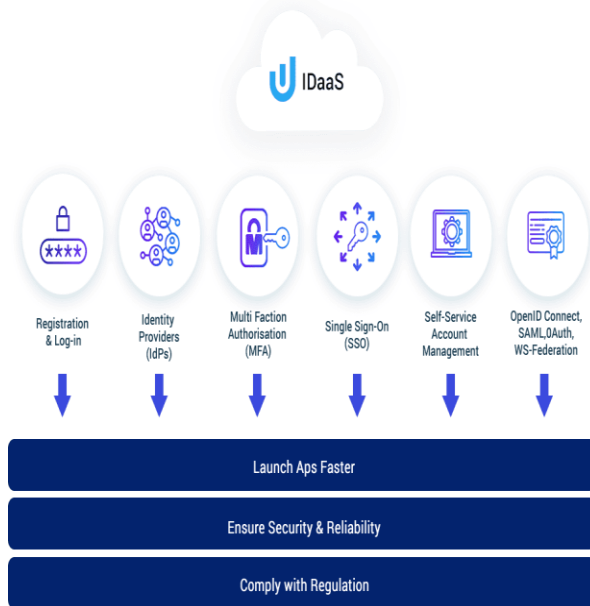 IDaaS
****
M
Registration
& Log-in
Identity
Providers
(IdPs)
Multi Faction
Authorisation
(MFA)
Single Sign-On
(SSO)
Self-Service
Account
Management
OpenID Connect,
SAML,0Auth,
WS-Federation
Launch Aps Faster
Ensure Security & Reliability
Comply with Regulation